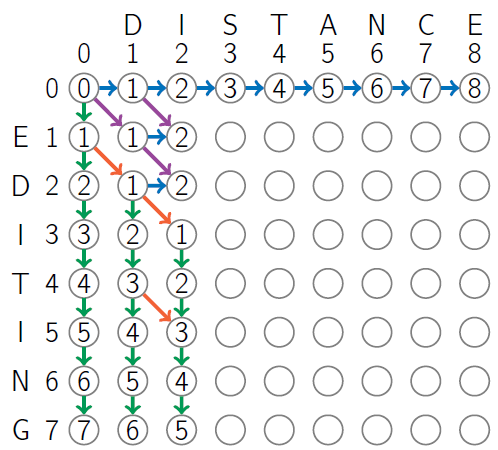 D I S T A N C E
0 1 2 3 4 5 6 7 8
0 0 1 2 3 4 5 6 7 8
E 1 1 1 2
D 2 2 1 2
I 3 3 2 1
T 4 4 3 2
I 5 5 4 3
N 6 6 5 4
G 7 7 6 5